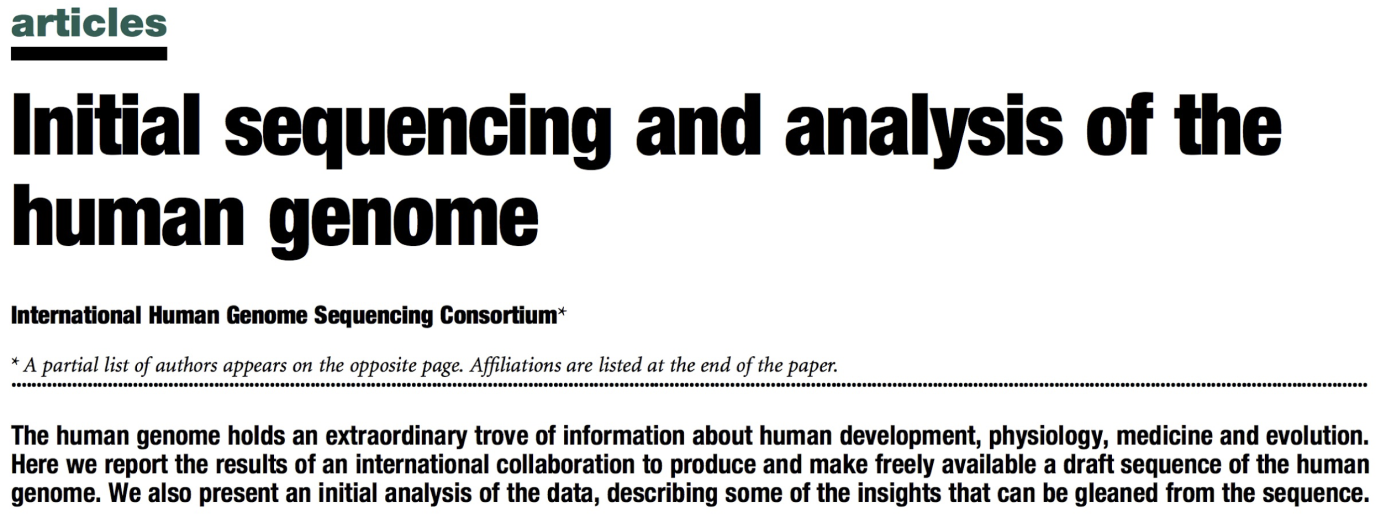 articles
Initial sequencing and analysis of the
human genome
International Human Genome Sequencing Consortium*
* A partial list of authors appears on the opposite page. Affiliations are listed at the end of the paper.
The human genome holds an extraordinary trove of information about human development, physiology, medicine and evolution.
Here we report the results of an international collaboration to produce and make freely available a draft sequence of the human
genome. We also present an initial analysis of the data, describing some of the insights that can be gleaned from the sequence.